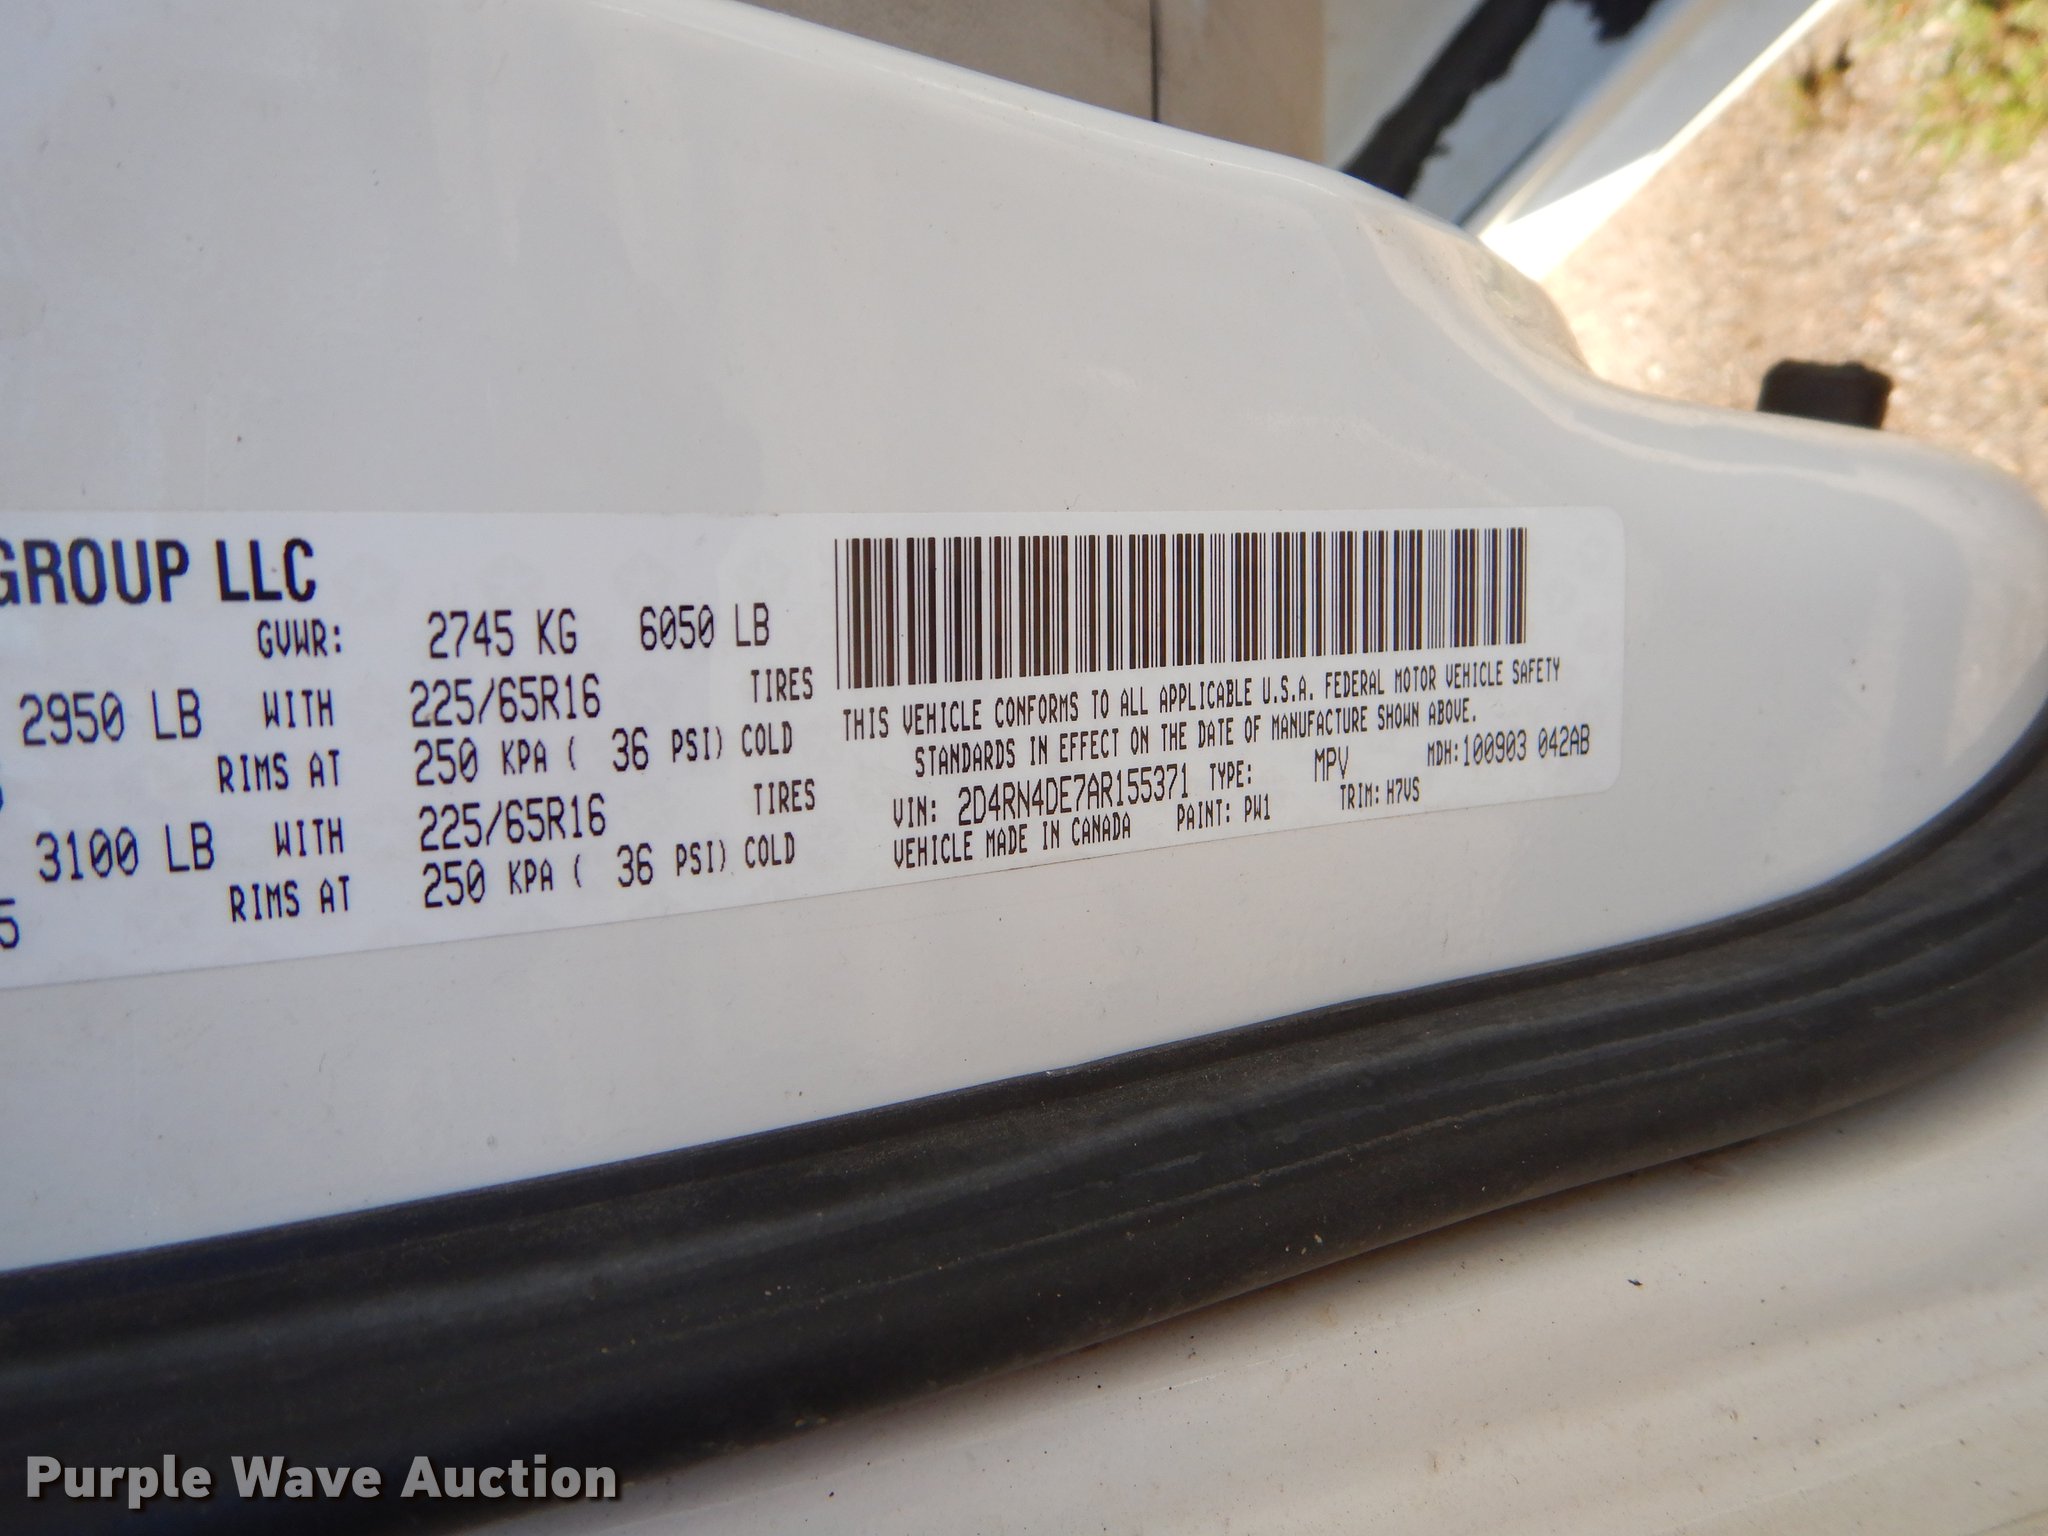 GROUP LLC
GVWR: 2745 KG 6050 LB
2950 LB WITH 225/65R16 TIRES
RIMS AT 250 KPA ( 36 PSI) COLD
3100 LB WITH 225/65R16 TIRES
RIMS AT 250 KPA ( 36 PSI) COLD
5
THIS VEHICLE CONFORMS TO ALL APPLICABLE U.S.A. FEDERAL MOTOR VEHICLE SAFETY
STANDARDS IN EFFECT ON THE DATE OF MANUFACTURE SHOWN ABOVE.
VIN: 2D4RN4DE7AR155371 TYPE: MPV MDH:100903 042AB
VEHICLE MADE IN CANADA PAINT: PW1 TRIM: H7VS
Purple Wave Auction